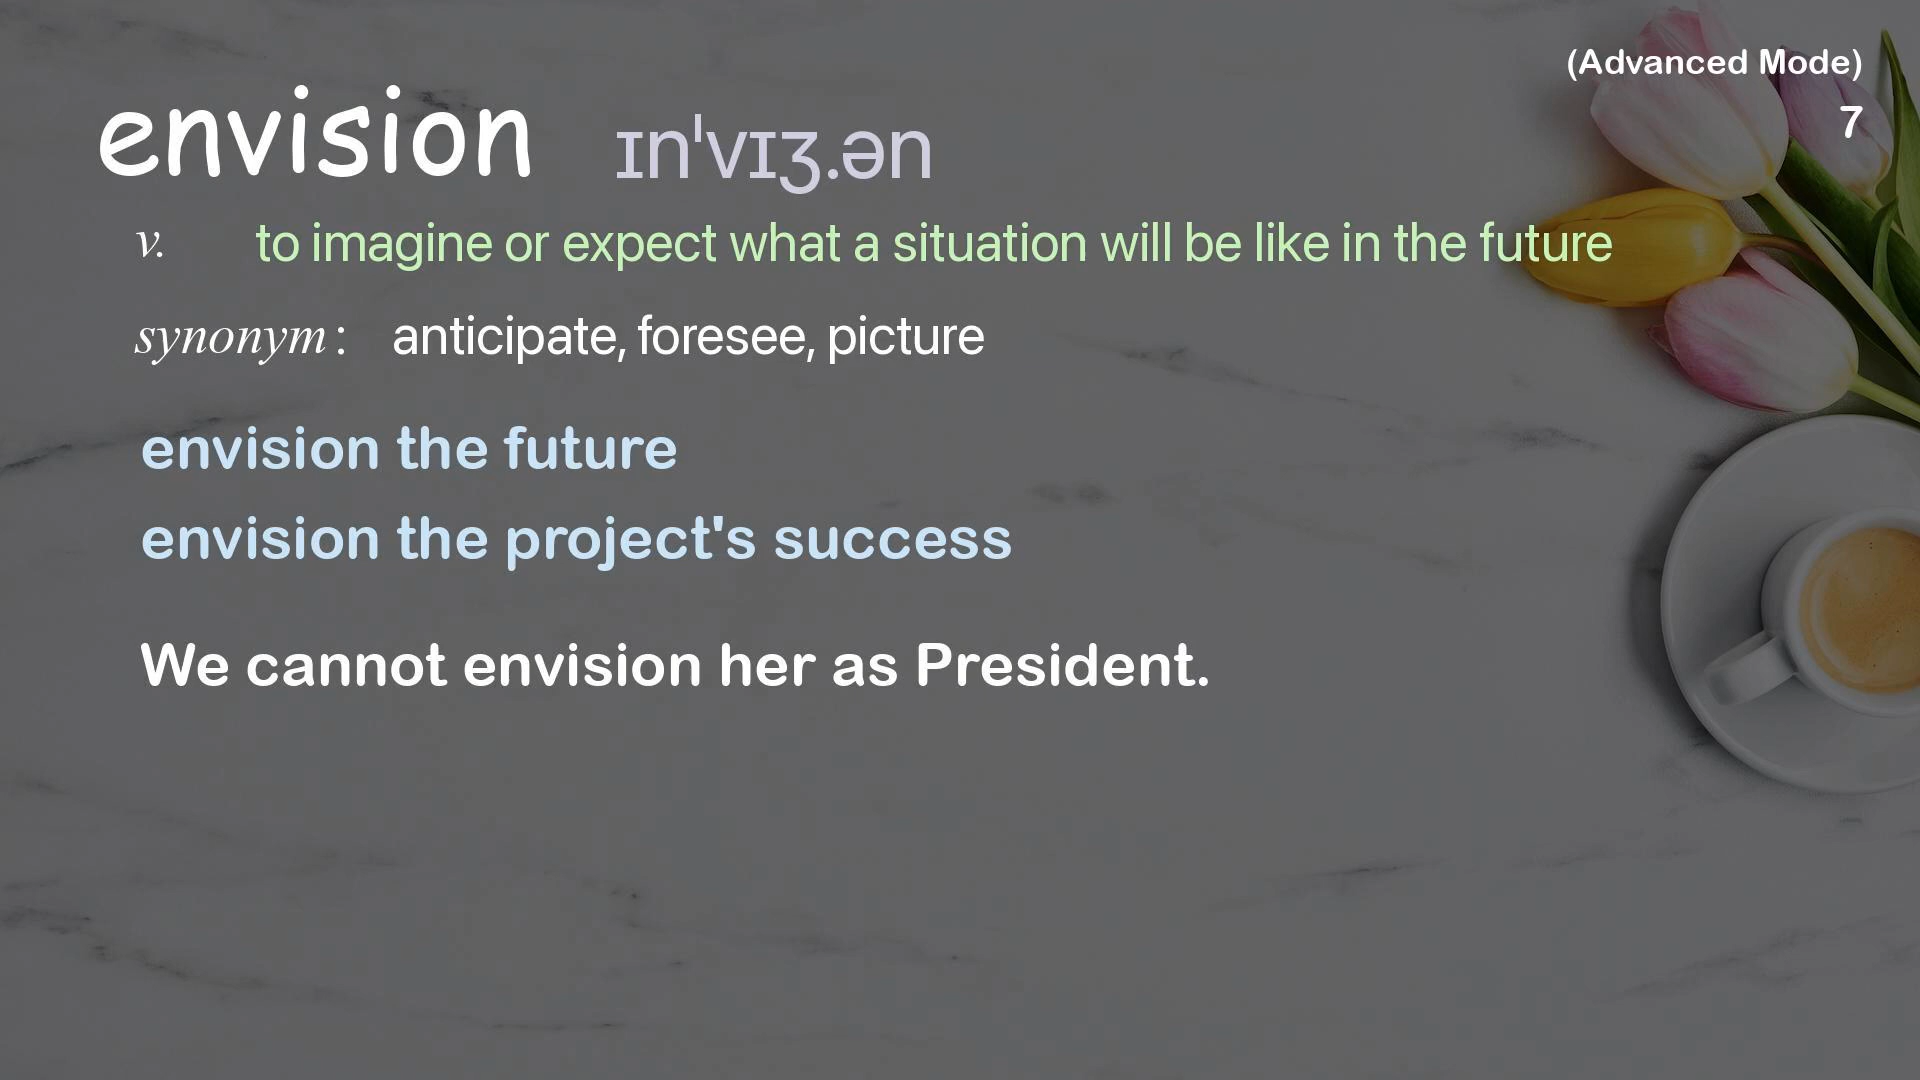 (Advanced Mode)
7
envision ɪnˈvɪʒ.ən
v. to imagine or expect what a situation will be like in the future
synonym : anticipate, foresee, picture
envision the future
envision the project's success
We cannot envision her as President.